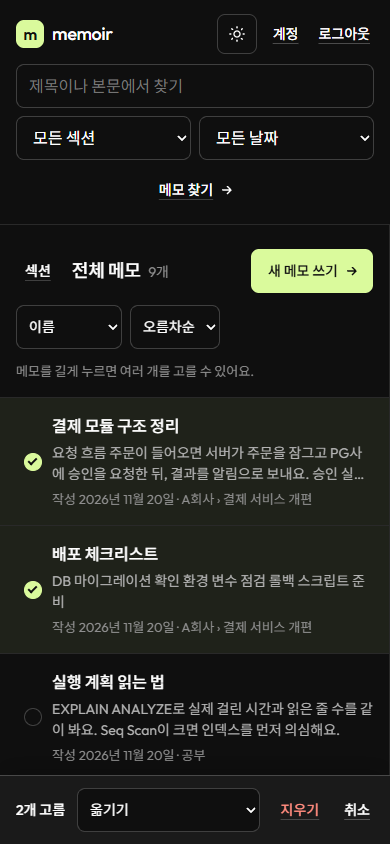 m memoir 계정 로그아웃
제목이나 본문에서 찾기
모든 섹션 모든 날짜
메모 찾기 →
섹션 전체 메모 9개 새 메모 쓰기 →
이름 오름차순
메모를 길게 누르면 여러 개를 고를 수 있어요.
결제 모듈 구조 정리
요청 흐름 주문이 들어오면 서버가 주문을 잠그고 PG사
에 승인을 요청한 뒤, 결과를 알림으로 보내요. 승인 실...
작성 2026년 11월 20일 · A회사 › 결제 서비스 개편
배포 체크리스트
DB 마이그레이션 확인 환경 변수 점검 롤백 스크립트 준
비
작성 2026년 11월 20일 · A회사 › 결제 서비스 개편
실행 계획 읽는 법
EXPLAIN ANALYZE로 실제 걸린 시간과 읽은 줄 수를 같
이 봐요. Seq Scan이 크면 인덱스를 먼저 의심해요.
작성 2026년 11월 20일 · 공부
2개 고름 옮기기 지우기 취소